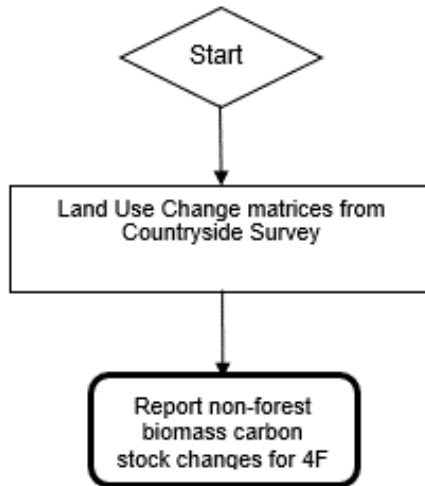 Start
Land Use Change matrices from
Countryside Survey
Report non-forest
biomass carbon
stock changes for 4F